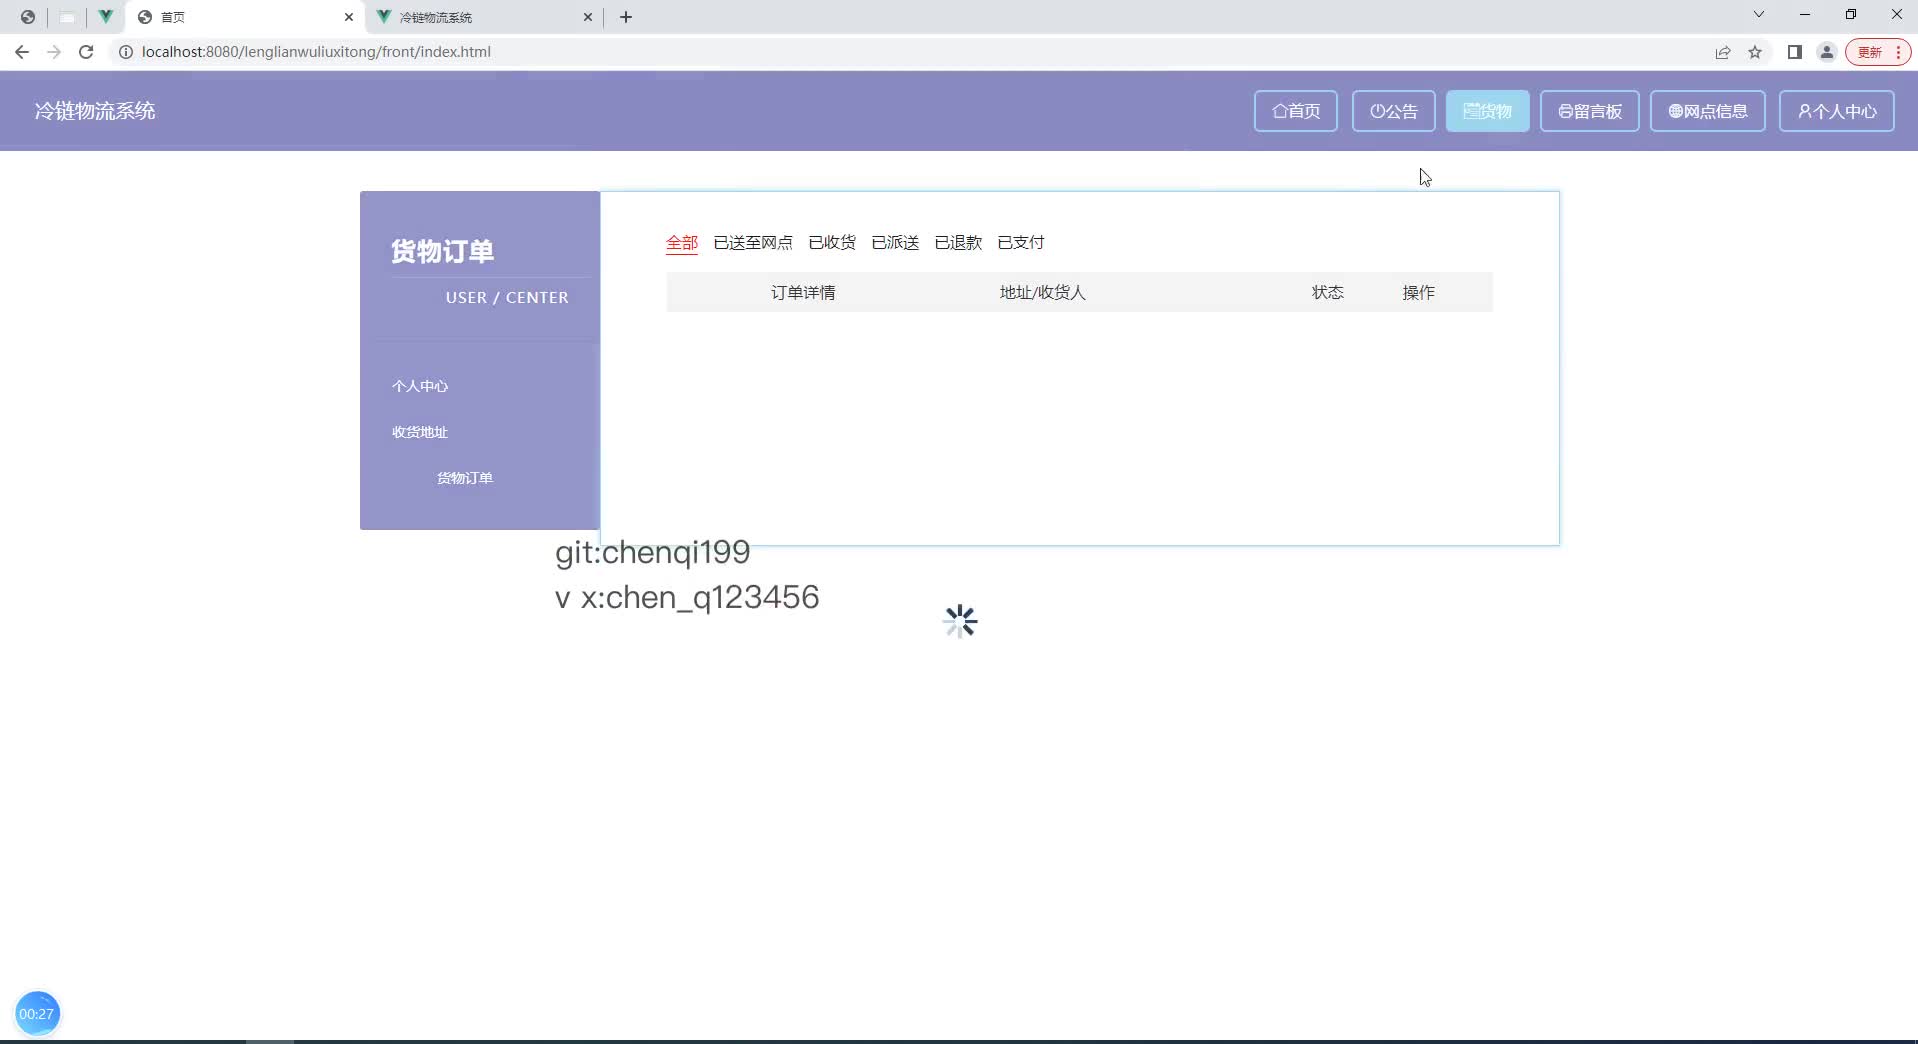 首页
冷链物流系统
localhost:8080/lenglianwuliuxitong/front/index.html
更新
冷链物流系统
首页
公告
货物
留言板
网点信息
个人中心
货物订单
USER / CENTER
个人中心
收货地址
货物订单
全部 已送至网点 已收货 已派送 已退款 已支付
订单详情 地址/收货人 状态 操作
git:chenqi199
v x:chen_q123456
00:27